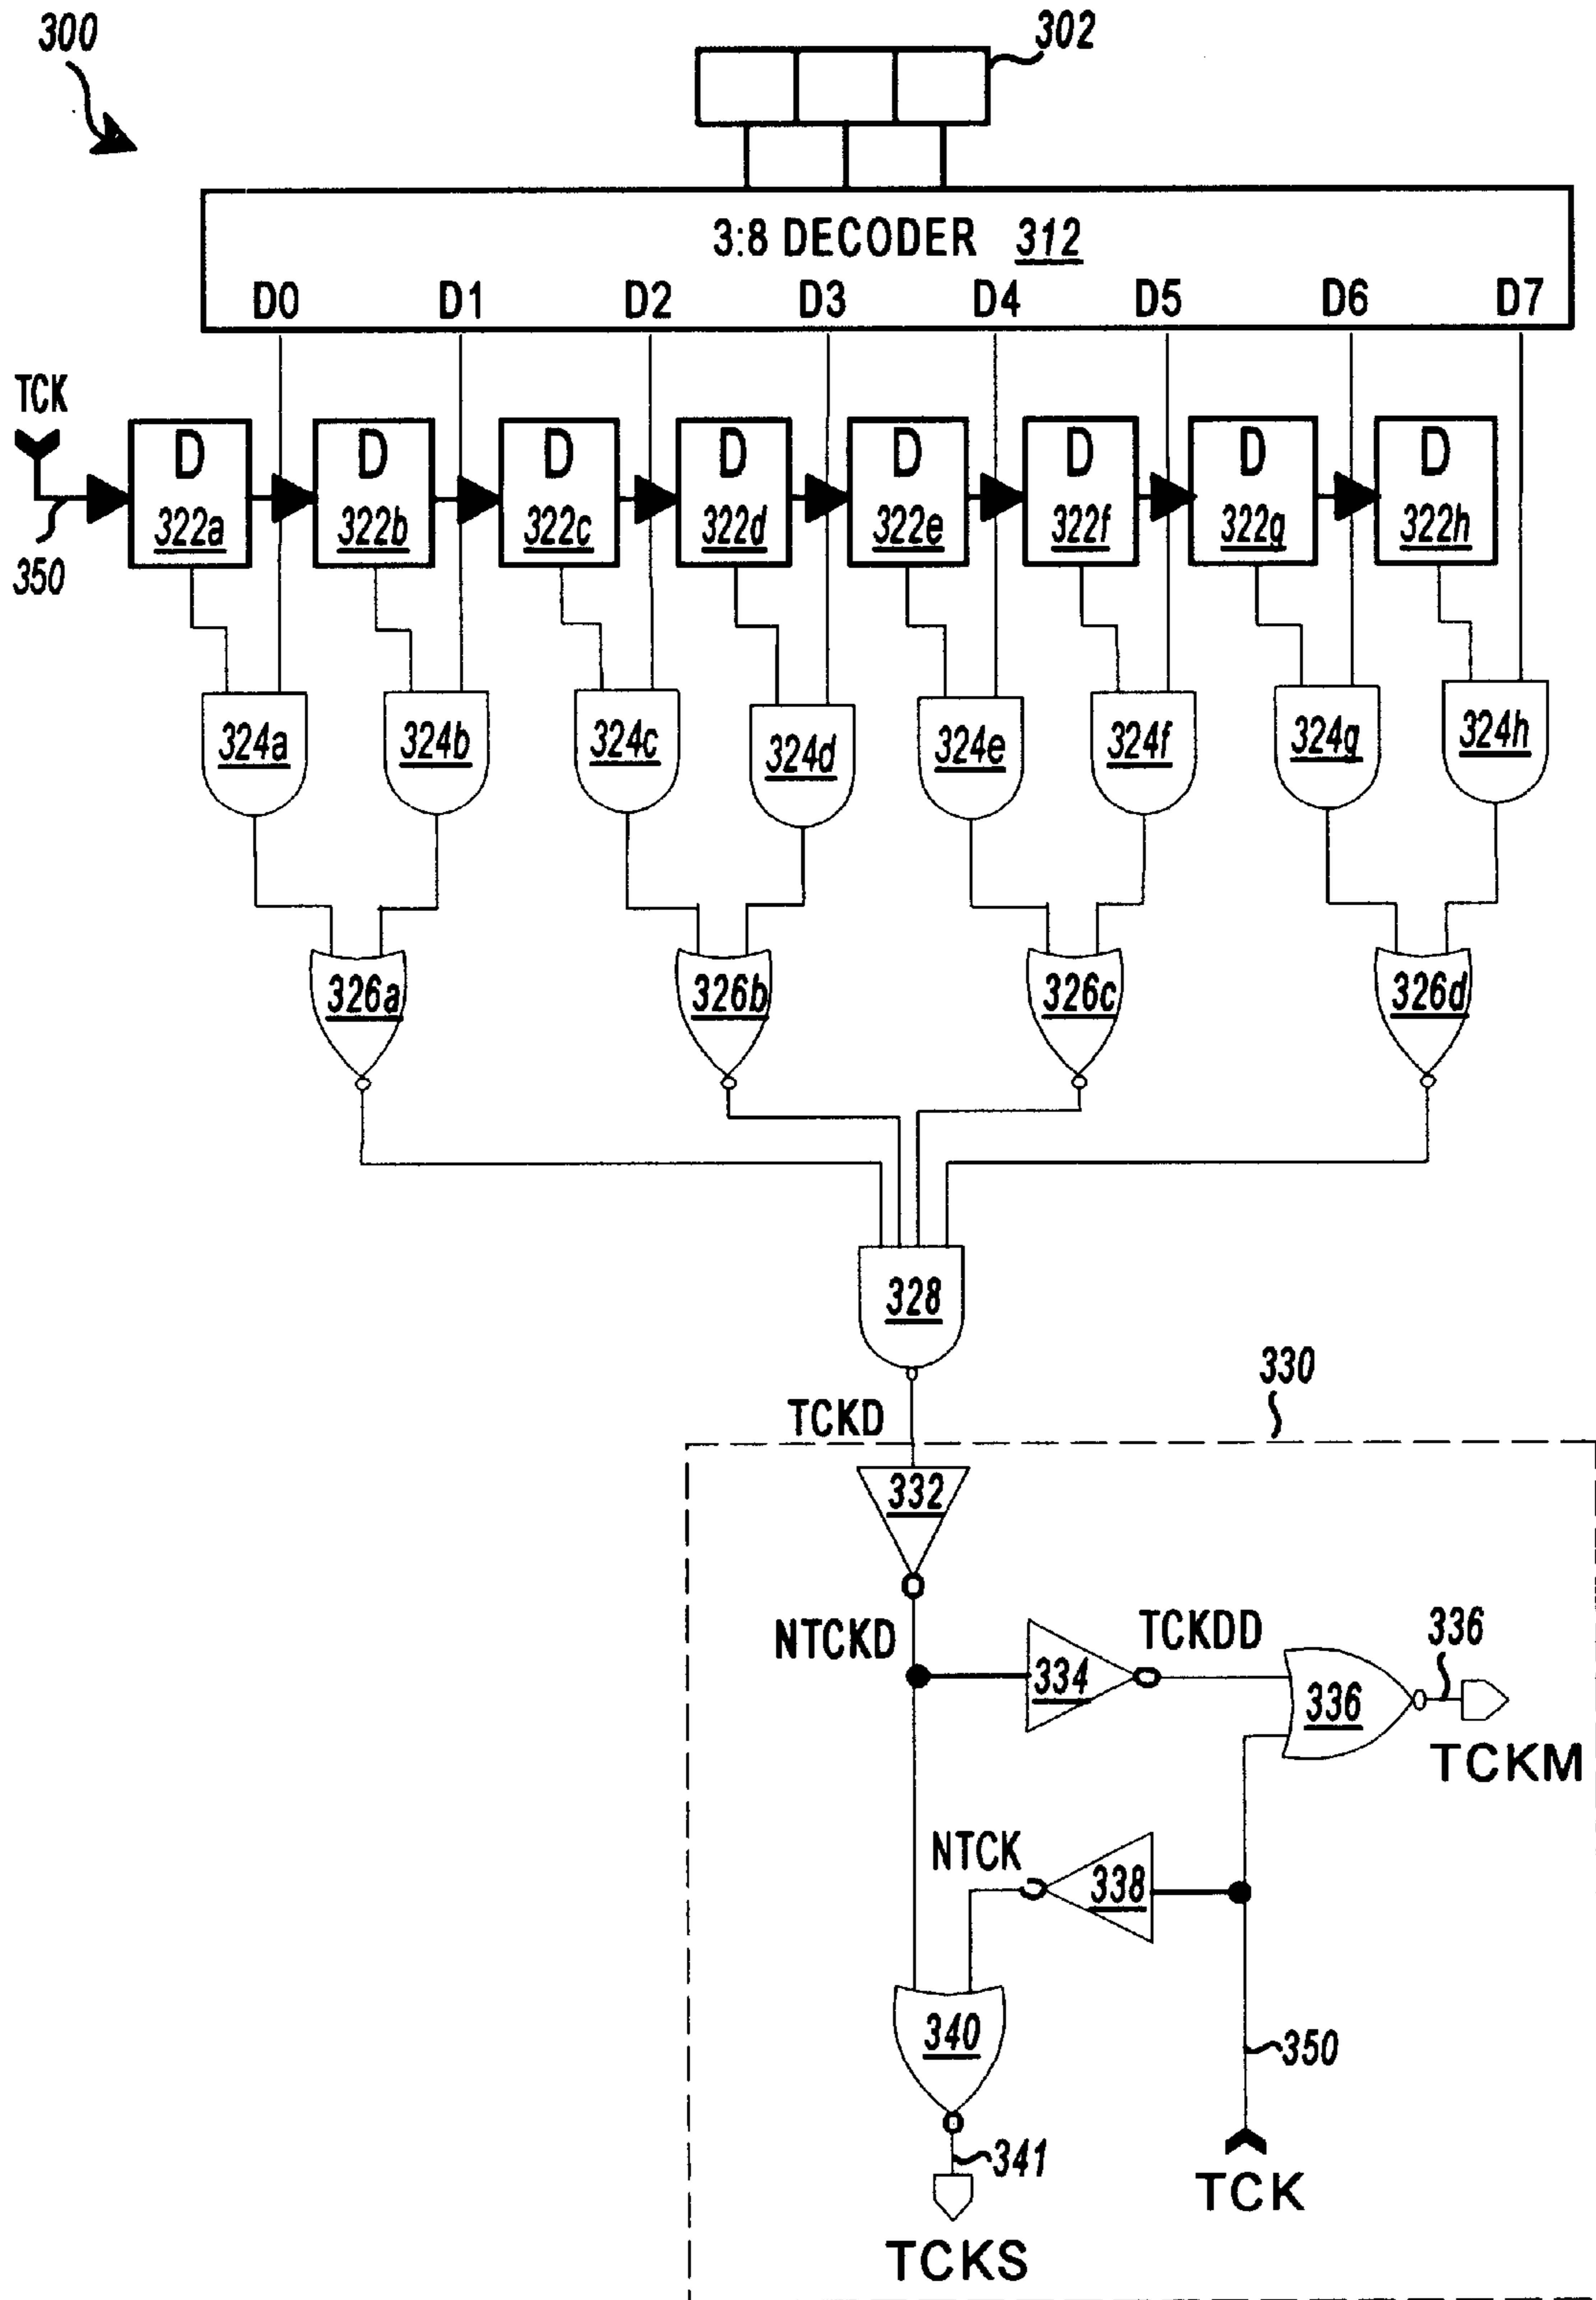 300
302
3:8 DECODER 312
D0 D1 D2 D3 D4 D5 D6 D7
TCK
D D D D D D D D
322a 322b 322c 322d 322e 322f 322g 322h
350
324a 324b 324c 324d 324e 324f 324g 324h
326a 326b 326c 326d
328
330
TCKD
332
NTCKD
TCKDD
336
334
336
TCKM
NTCK
338
340
350
341
TCK
TCKS